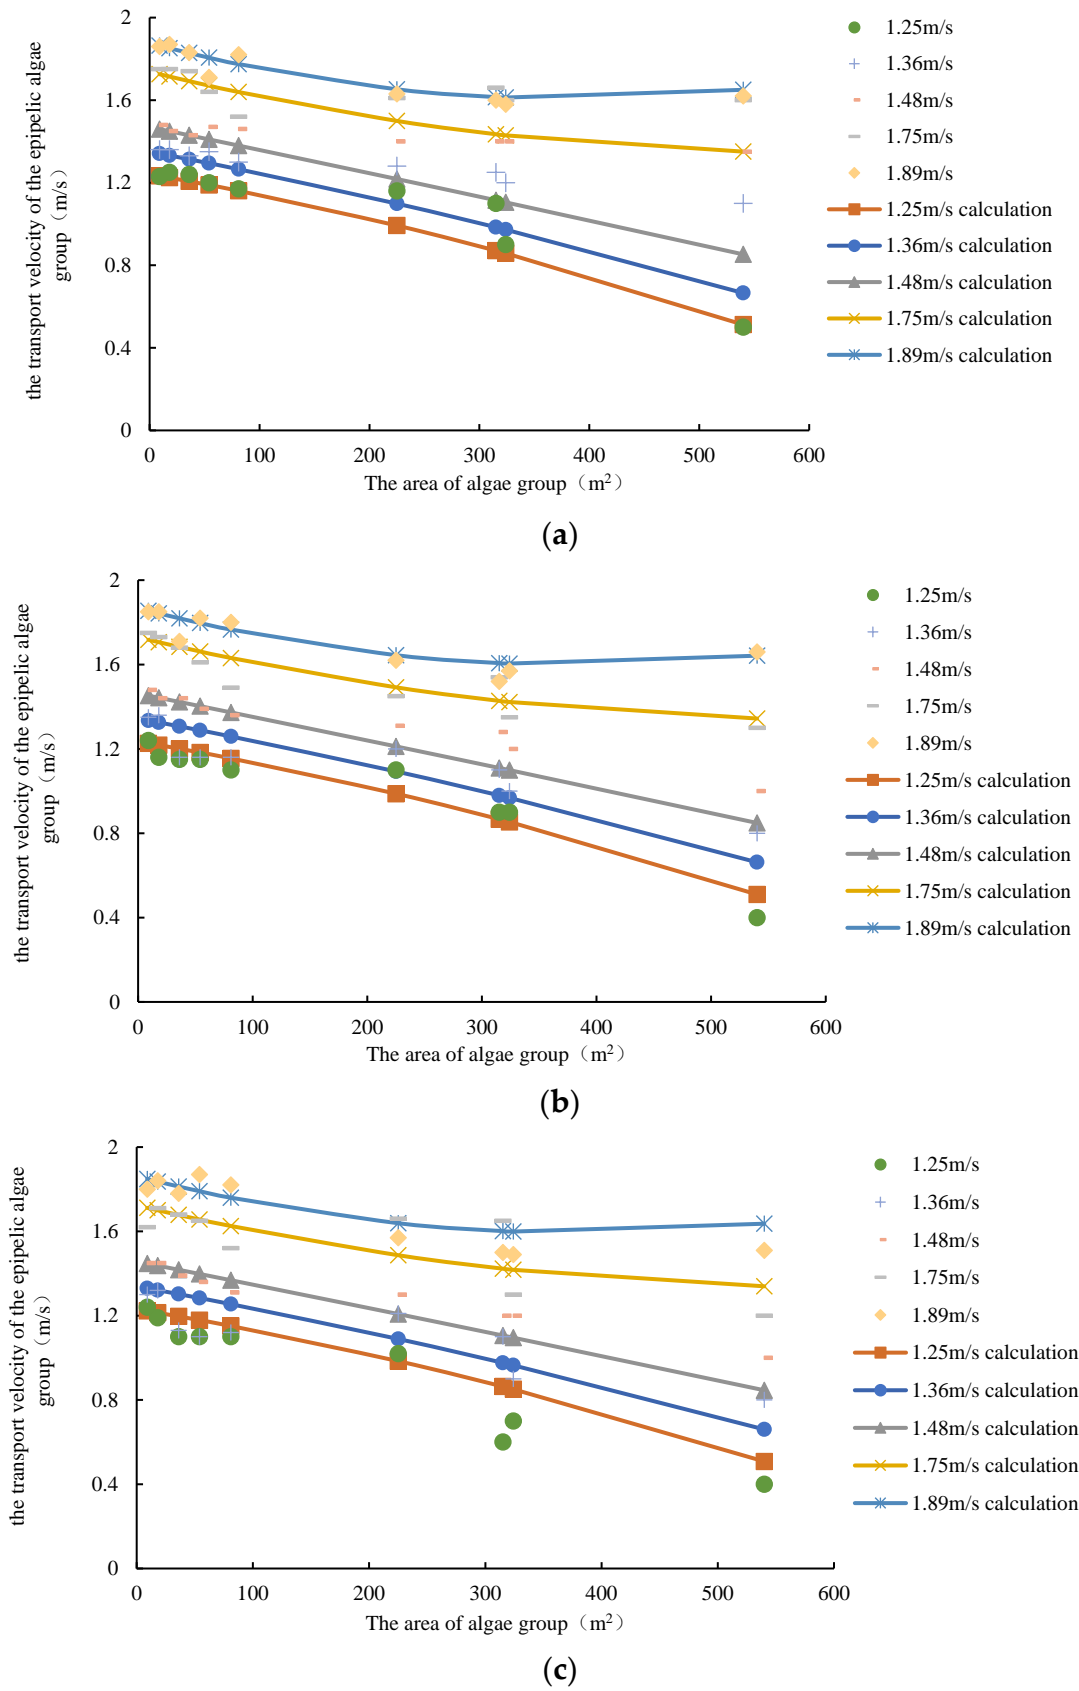 2
1.6
1.2
0.8
0.4
0
0 100 200 300 400 500 600
the transport velocity of the epipelic algae
group（m/s）
The area of algae group（m²）
1.25m/s
1.36m/s
1.48m/s
1.75m/s
1.89m/s
1.25m/s calculation
1.36m/s calculation
1.48m/s calculation
1.75m/s calculation
1.89m/s calculation
(a)
2
1.6
1.2
0.8
0.4
0
0 100 200 300 400 500 600
the transport velocity of the epipelic algae
group（m/s）
The area of algae group（m²）
1.25m/s
1.36m/s
1.48m/s
1.75m/s
1.89m/s
1.25m/s calculation
1.36m/s calculation
1.48m/s calculation
1.75m/s calculation
1.89m/s calculation
(b)
2
1.6
1.2
0.8
0.4
0
0 100 200 300 400 500 600
the transport velocity of the epipelic algae
group（m/s）
The area of algae group（m²）
1.25m/s
1.36m/s
1.48m/s
1.75m/s
1.89m/s
1.25m/s calculation
1.36m/s calculation
1.48m/s calculation
1.75m/s calculation
1.89m/s calculation
(c)